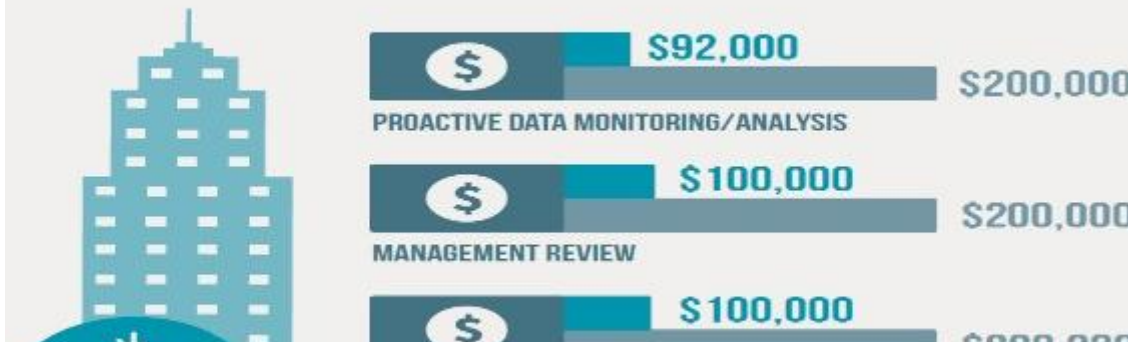 $92,000
$200,000
PROACTIVE DATA MONITORING/ANALYSIS
$100,000
$200,000
MANAGEMENT REVIEW
$100,000